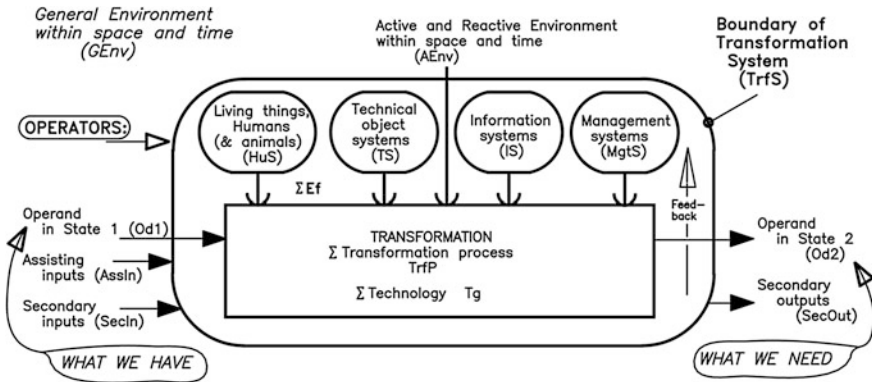 General Environment
within space and time
(GEnv)
Active and Reactive Environment
within space and time
(AEnv)
Boundary of
Transformation
System
(TrfS)
OPERATORS:
Living things,
Humans
(& animals)
(HuS)
Technical
object
systems
(TS)
Information
systems
(IS)
Management
systems
(MgtS)
ΣEf
Feed-
back
Operand
in State 1 (Od1)
Assisting
inputs (AssIn)
Secondary
inputs (SecIn)
TRANSFORMATION
Σ Transformation process
TrfP
Σ Technology Tg
Operand
in State 2
(Od2)
Secondary
outputs
(SecOut)
WHAT WE HAVE
WHAT WE NEED